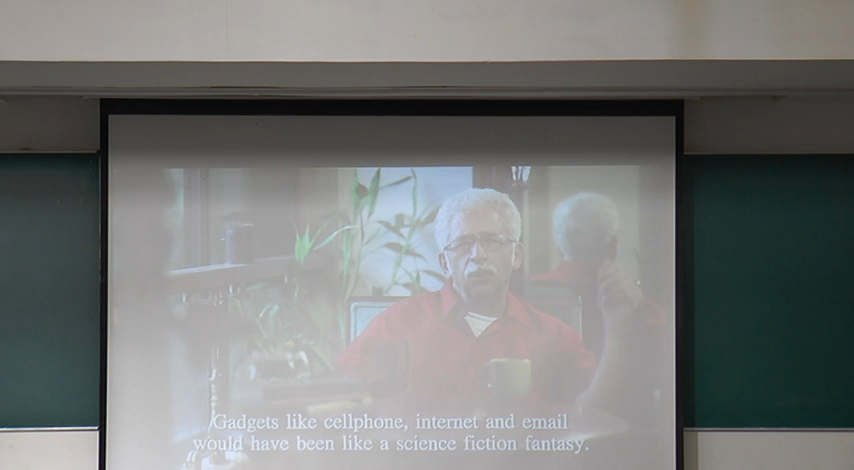 Gadgets like cellphone, internet and email
would have been like a science fiction fantasy.